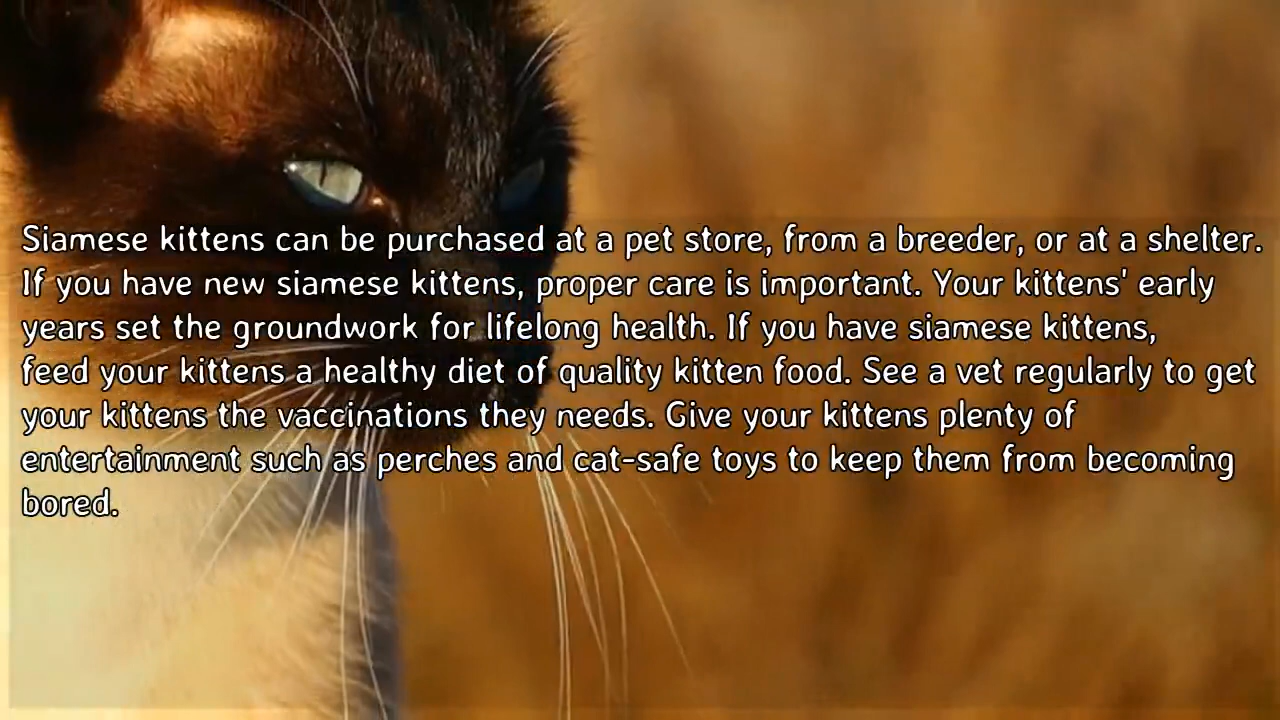 Siamese kittens can be purchased at a pet store, from a breeder, or at a shelter.
If you have new siamese kittens, proper care is important. Your kittens' early
years set the groundwork for lifelong health. If you have siamese kittens,
feed your kittens a healthy diet of quality kitten food. See a vet regularly to get
your kittens the vaccinations they needs. Give your kittens plenty of
entertainment such as perches and cat-safe toys to keep them from becoming
bored.